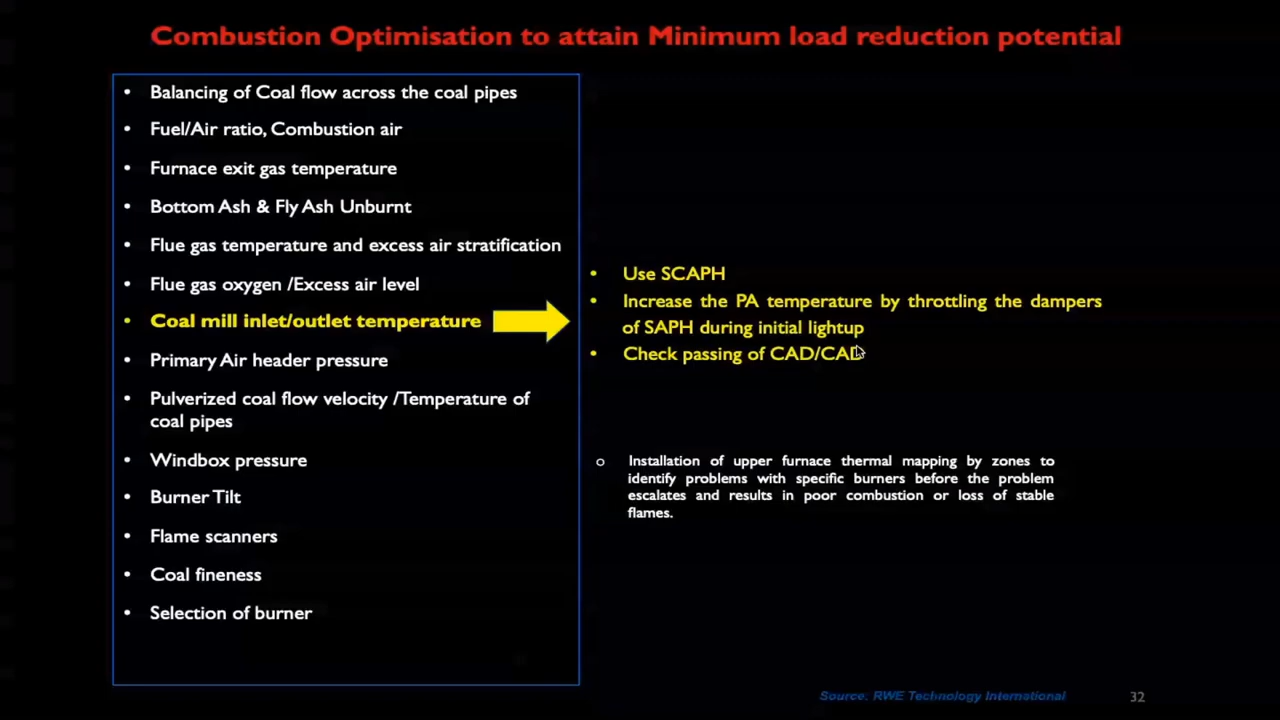 Combustion Optimisation to attain Minimum load reduction potential
• Balancing of Coal flow across the coal pipes
• Fuel/Air ratio, Combustion air
• Furnace exit gas temperature
• Bottom Ash & Fly Ash Unburnt
• Flue gas temperature and excess air stratification
• Flue gas oxygen /Excess air level
• Coal mill inlet/outlet temperature
• Primary Air header pressure
• Pulverized coal flow velocity /Temperature of
coal pipes
• Windbox pressure
• Burner Tilt
• Flame scanners
• Coal fineness
• Selection of burner
• Use SCAPH
• Increase the PA temperature by throttling the dampers
of SAPH during initial lightup
• Check passing of CAD/CAD
o Installation of upper furnace thermal mapping by zones to
identify problems with specific burners before the problem
escalates and results in poor combustion or loss of stable
flames.
Source: RWE Technology International
32